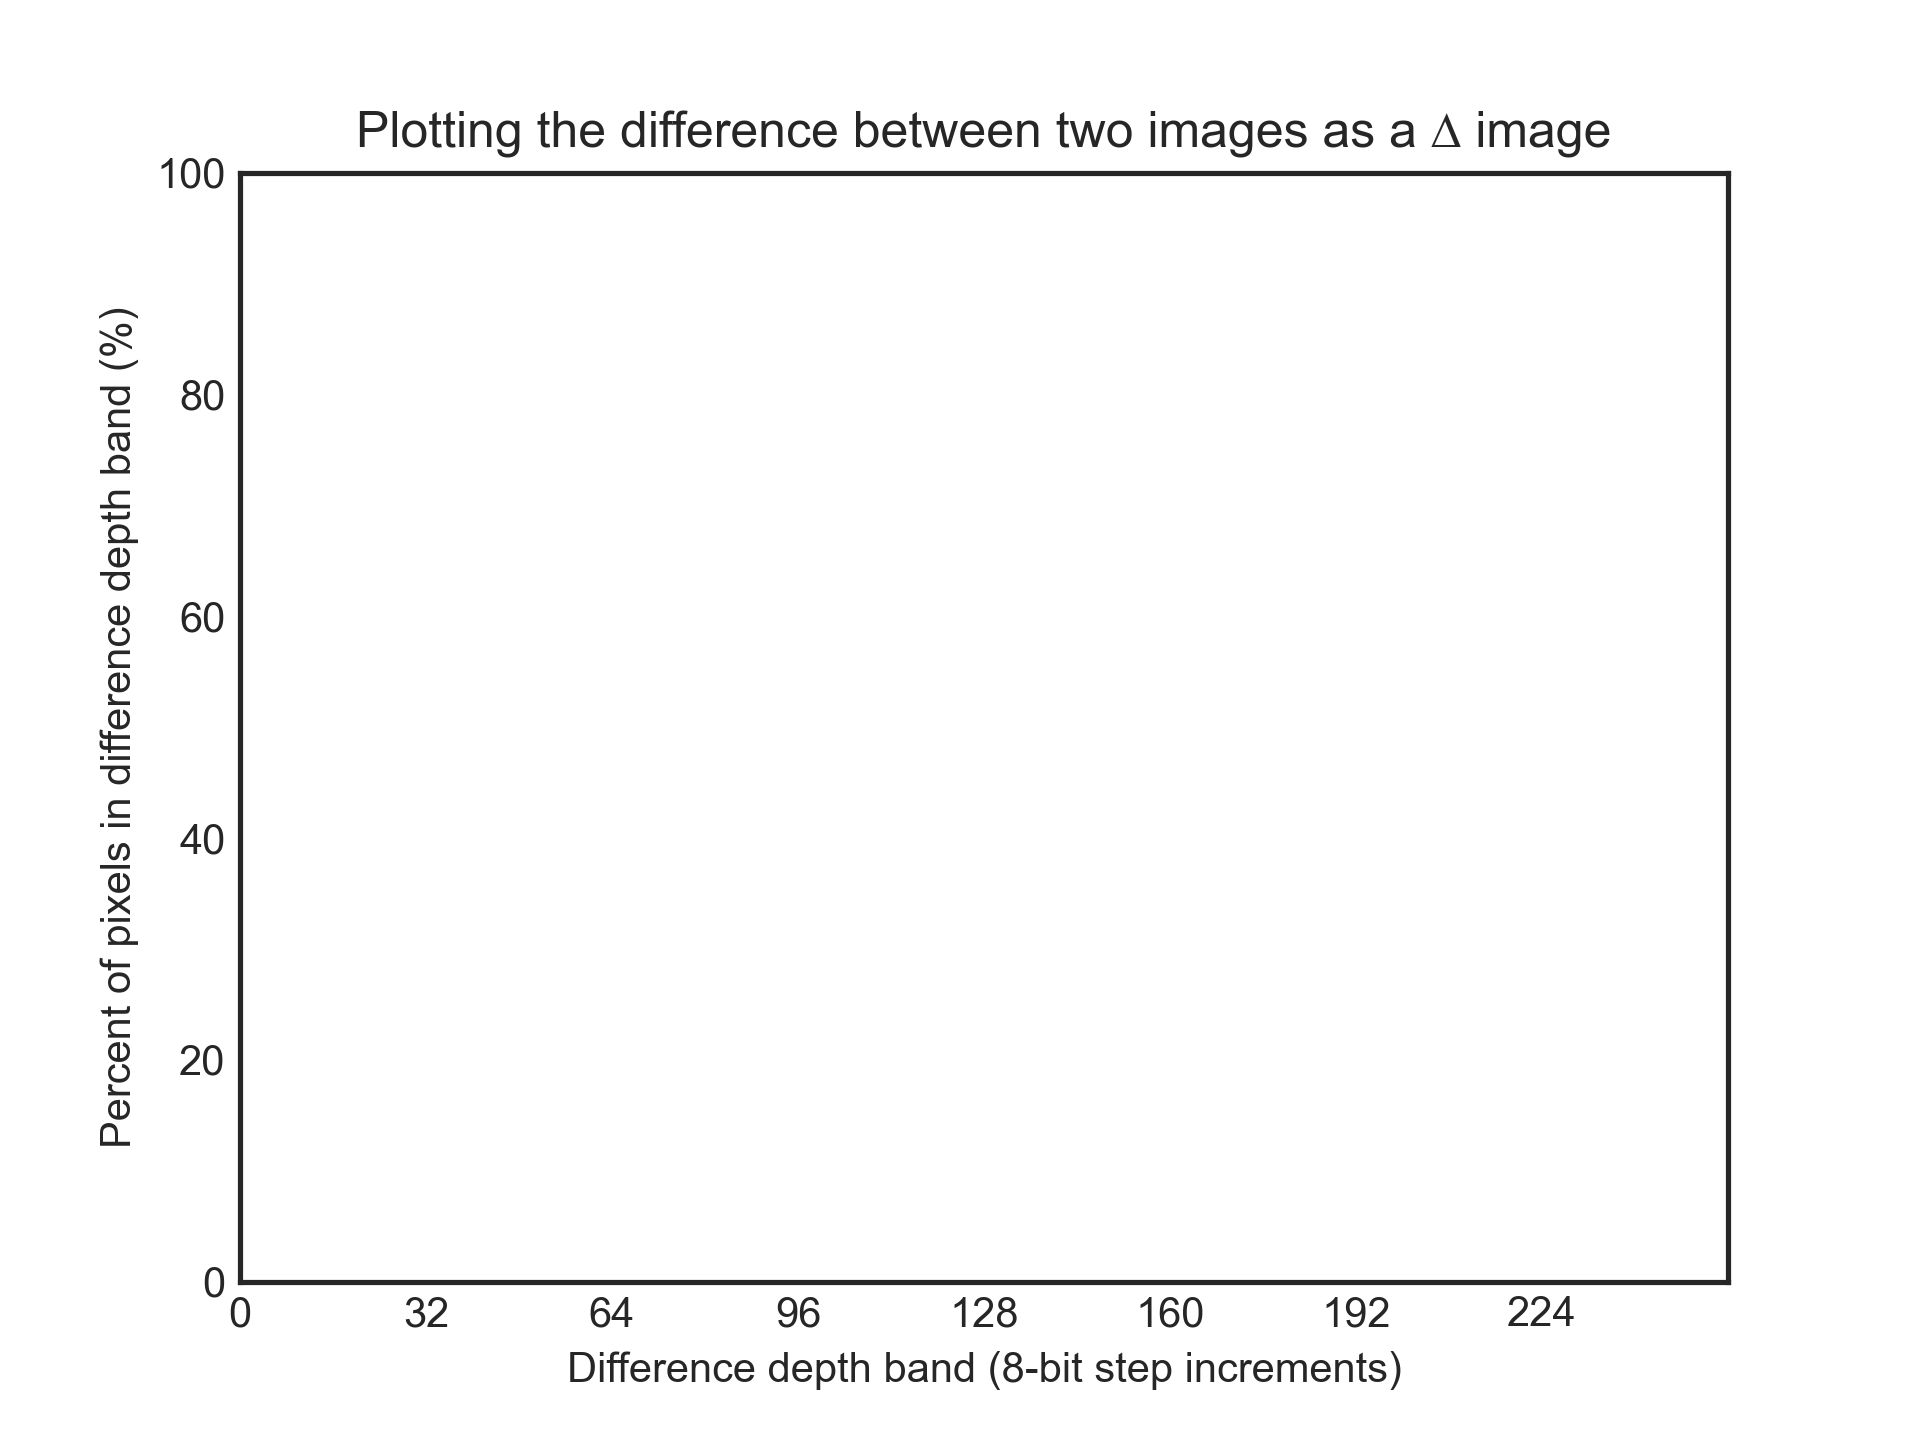 Plotting the difference between two images as a Δ image
Percent of pixels in difference depth band (%)
100
80
60
40
20
0
0 32 64 96 128 160 192 224
Difference depth band (8-bit step increments)